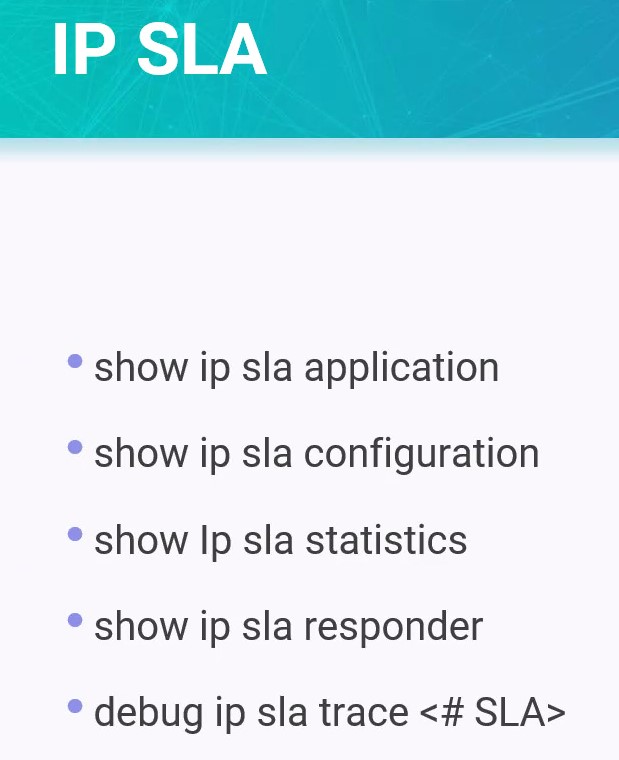 IP SLA
show ip sla application
show ip sla configuration
show Ip sla statistics
show ip sla responder
debug ip sla trace <# SLA>